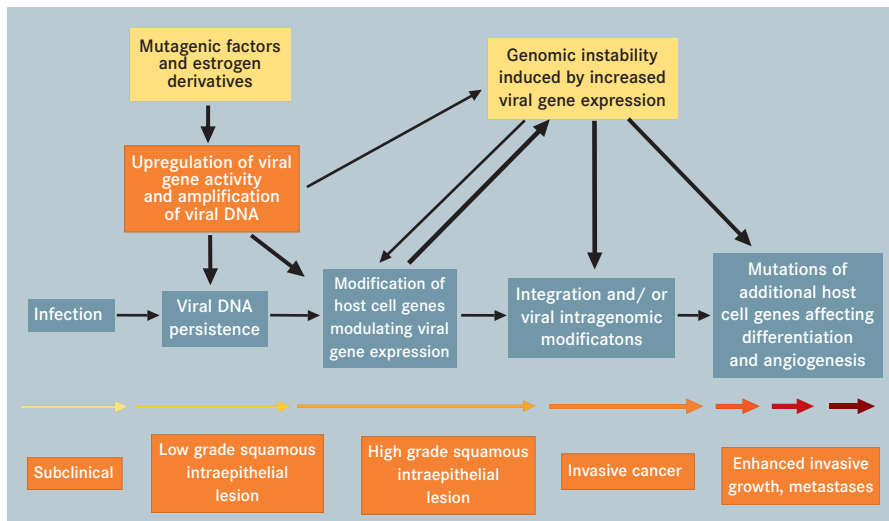 Mutagenic factors
and estrogen
derivatives
Genomic instability
induced by increased
viral gene expression
Upregulation of viral
gene activity
and amplification
of viral DNA
Infection
Viral DNA
persistence
Modification of
host cell genes
modulating viral
gene expression
Integration and/ or
viral intragenomic
modificatons
Mutations of
additional host
cell genes affecting
differentiation
and angiogenesis
Subclinical
Low grade squamous
intraepithelial
lesion
High grade squamous
intraepithelial
lesion
Invasive cancer
Enhanced invasive
growth, metastases